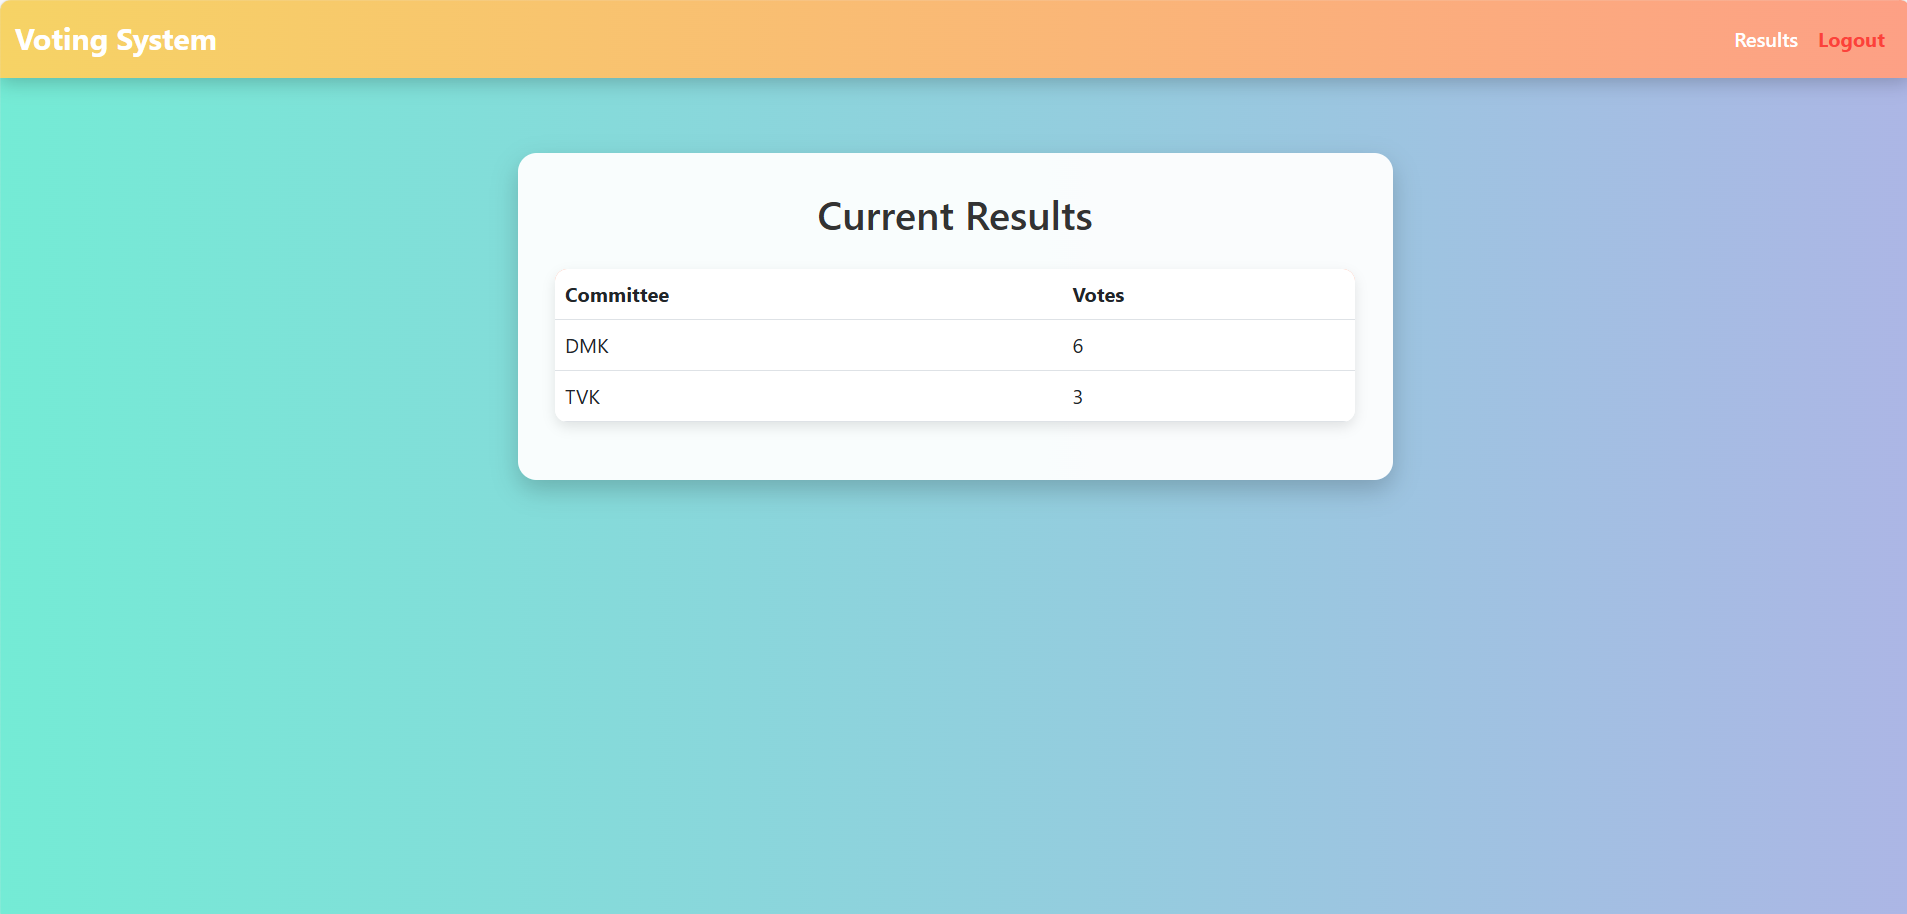 Voting System
Results Logout
Current Results
Committee Votes
DMK 6
TVK 3